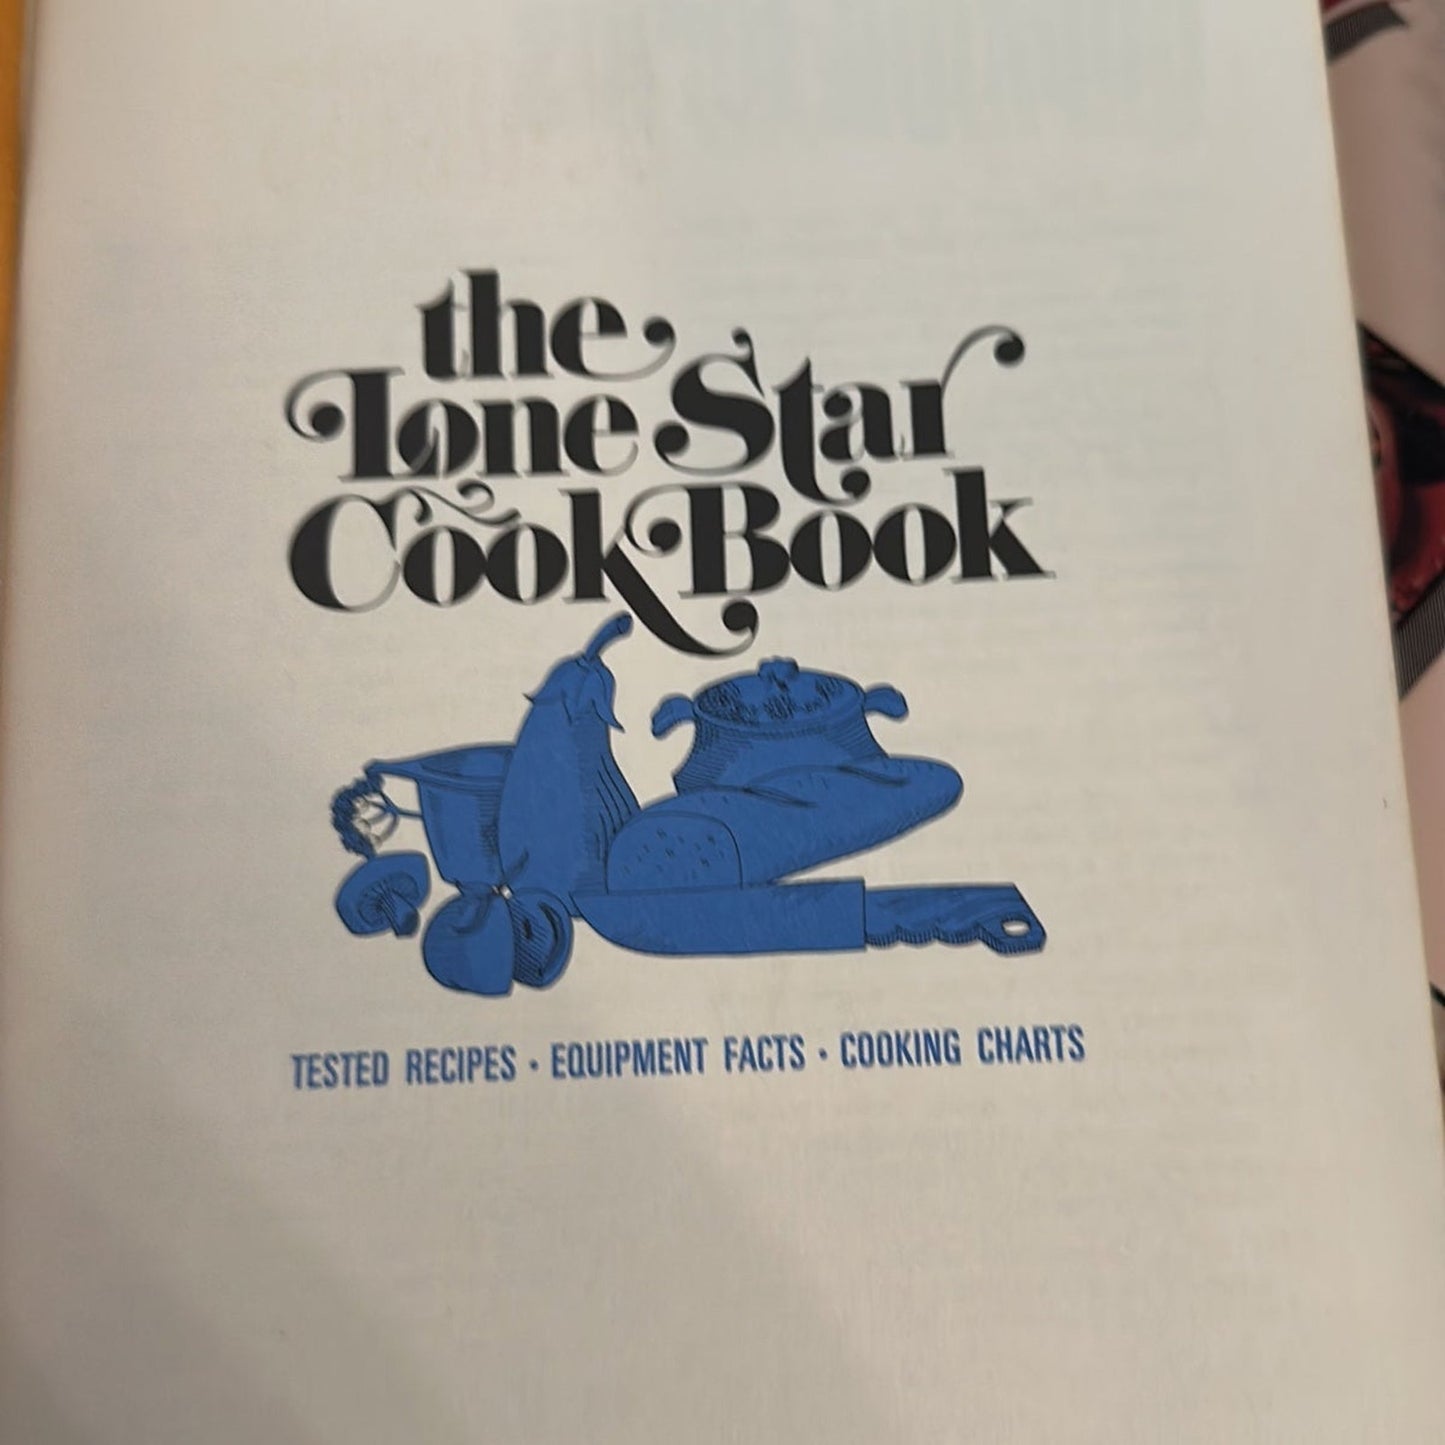 the
Lone Star
Cook Book
TESTED RECIPES · EQUIPMENT FACTS · COOKING CHARTS